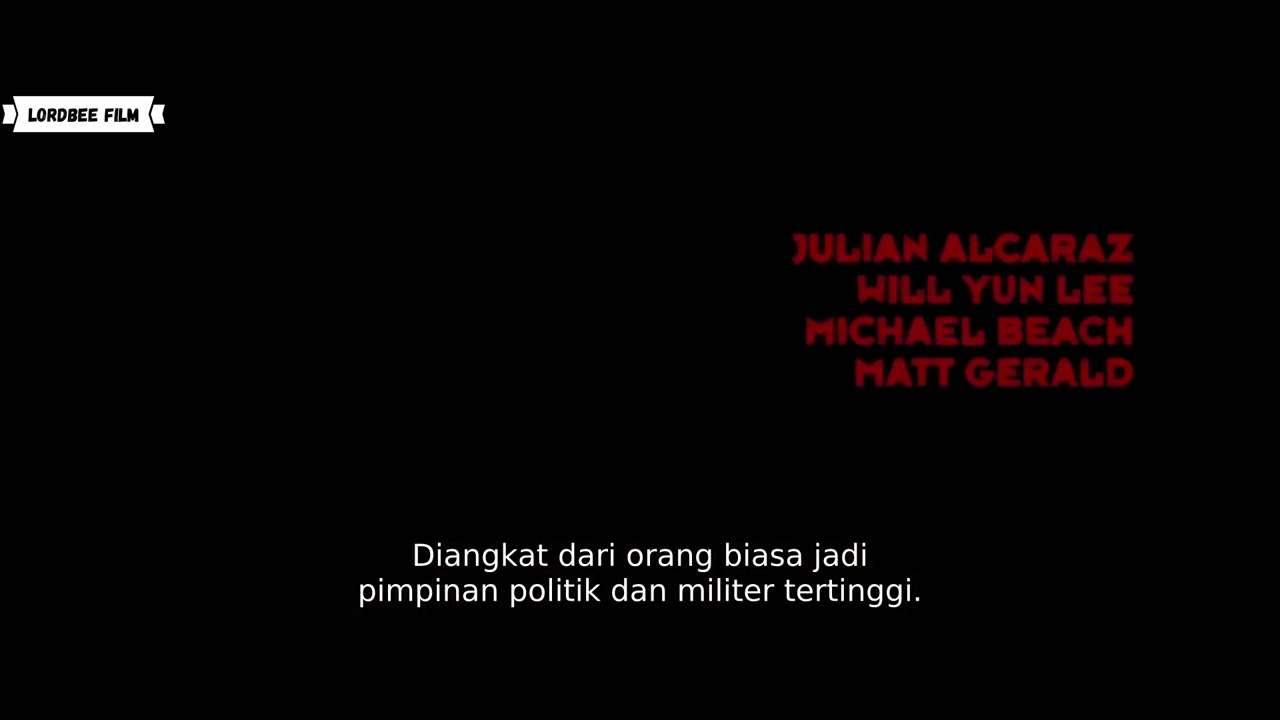 LORDBEE FILM
JULIAN ALCARAZ
WILL YUN LEE
MICHAEL BEACH
MATT GERALD
Diangkat dari orang biasa jadi
pimpinan politik dan militer tertinggi.